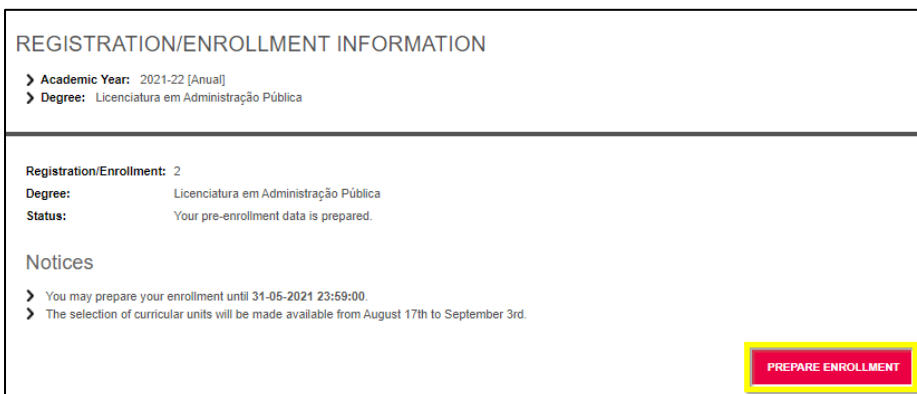 REGISTRATION/ENROLLMENT INFORMATION
Academic Year: 2021-22 [Anual]
Degree: Licenciatura em Administração Pública
Registration/Enrollment: 2
Degree: Licenciatura em Administração Pública
Status: Your pre-enrollment data is prepared.
Notices
You may prepare your enrollment until 31-05-2021 23:59:00.
The selection of curricular units will be made available from August 17th to September 3rd.
PREPARE ENROLLMENT